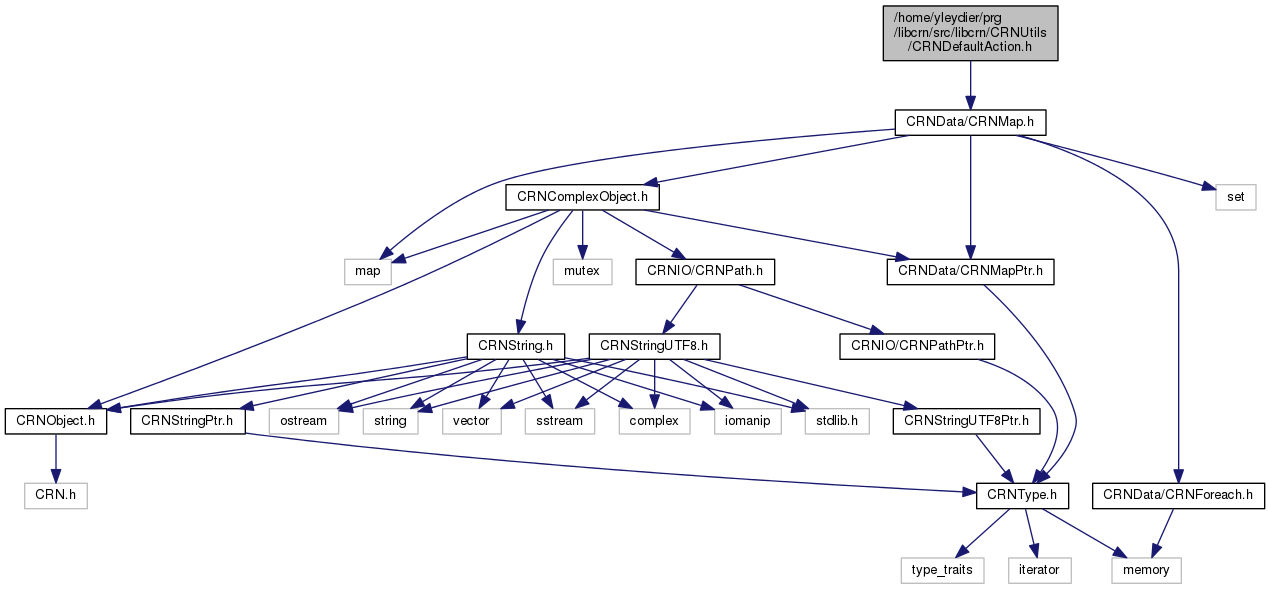 /home/yleydier/prg
/libcrn/src/libcrn/CRNUtils
/CRNDefaultAction.h
CRNData/CRNMap.h
CRNComplexObject.h
set
map
mutex
CRNIO/CRNPath.h
CRNData/CRNMapPtr.h
CRNString.h
CRNStringUTF8.h
CRNIO/CRNPathPtr.h
CRNObject.h
CRNStringPtr.h
ostream
string
vector
sstream
complex
iomanip
stdlib.h
CRNStringUTF8Ptr.h
CRN.h
CRNType.h
CRNData/CRNForeach.h
type_traits
iterator
memory